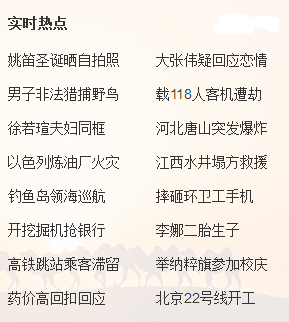 实时热点
姚笛圣诞晒自拍照 大张伟疑回应恋情
男子非法猎捕野鸟 载118人客机遭劫
徐若瑄夫妇同框 河北唐山突发爆炸
以色列炼油厂火灾 江西水井塌方救援
钓鱼岛领海巡航 摔砸环卫工手机
开挖掘机抢银行 李娜二胎生子
高铁跳站乘客滞留 举纳粹旗参加校庆
药价高回扣回应 北京22号线开工